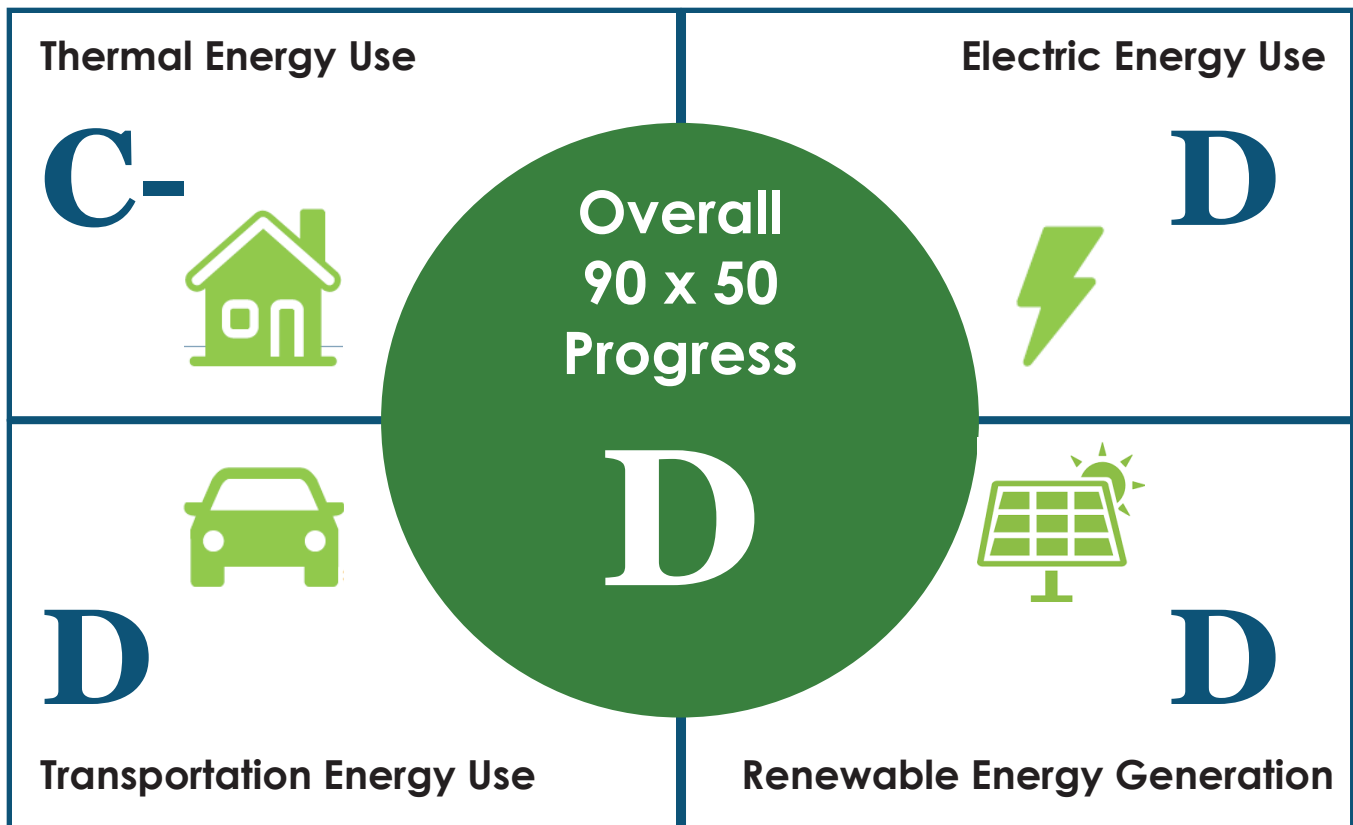 Thermal Energy Use
C-
Electric Energy Use
D
Overall
90 x 50
Progress
D
D
Transportation Energy Use
D
Renewable Energy Generation